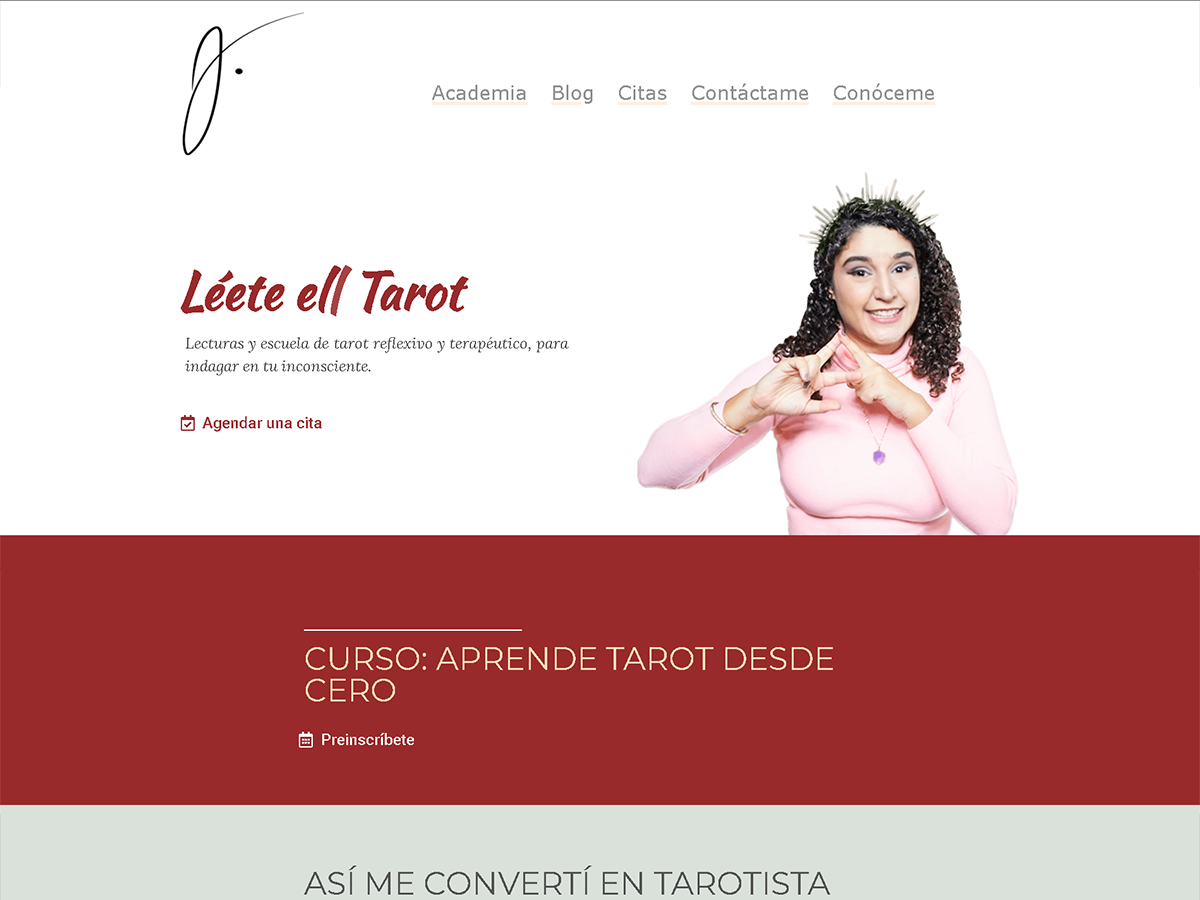 J.
Academia Blog Citas Contáctame Conóceme
Léete ell Tarot
Lecturas y escuela de tarot reflexivo y terapéutico, para
indagar en tu inconsciente.
Agendar una cita
CURSO: APRENDE TAROT DESDE
CERO
Preinscríbete
ASÍ ME CONVERTÍ EN TAROTISTA